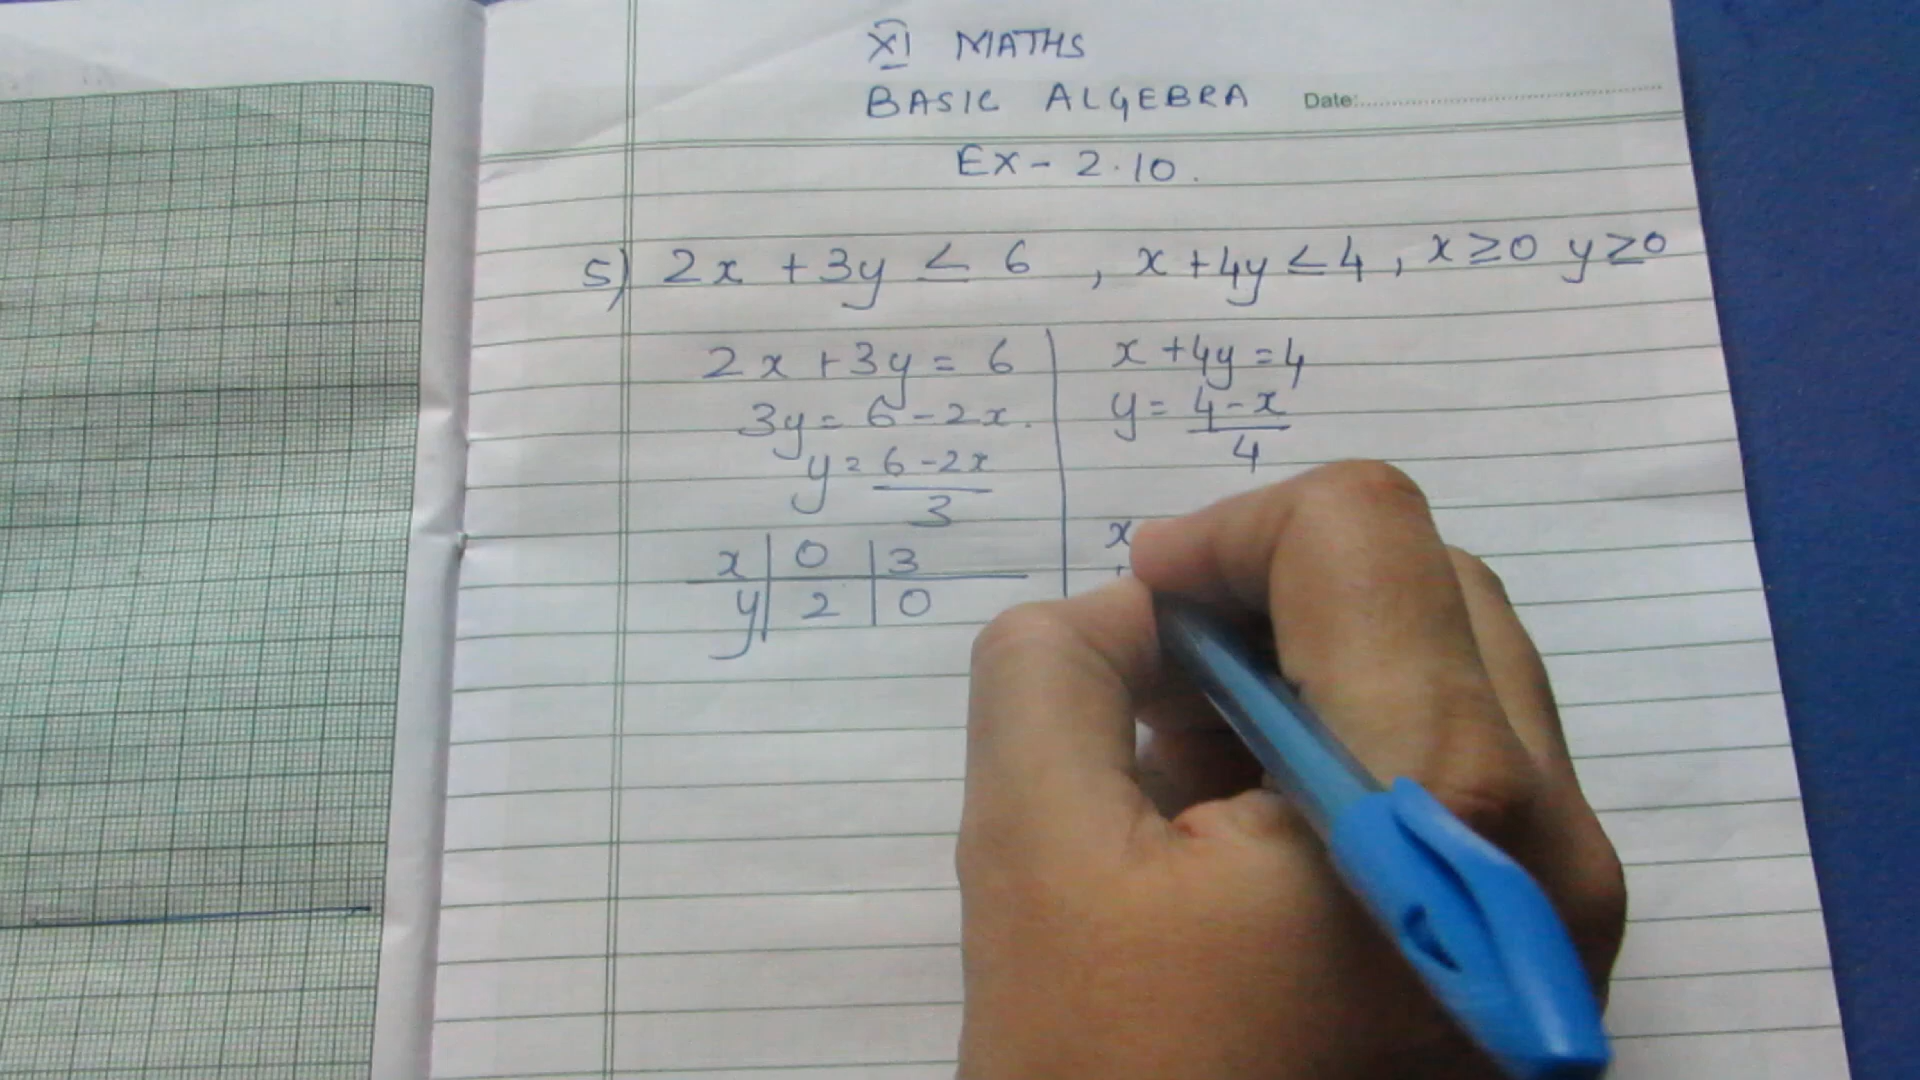 XI MATHS
BASIC ALGEBRA
Date:
EX - 2.10.
5) 2x + 3y ≤ 6 , x + 4y ≤ 4 , x ≥ 0 y ≥ 0
2x + 3y = 6
3y = 6 - 2x.
y = 6 - 2x
3
x | 0 | 3
y | 2 | 0
x + 4y = 4
y = 4 - x
4
x